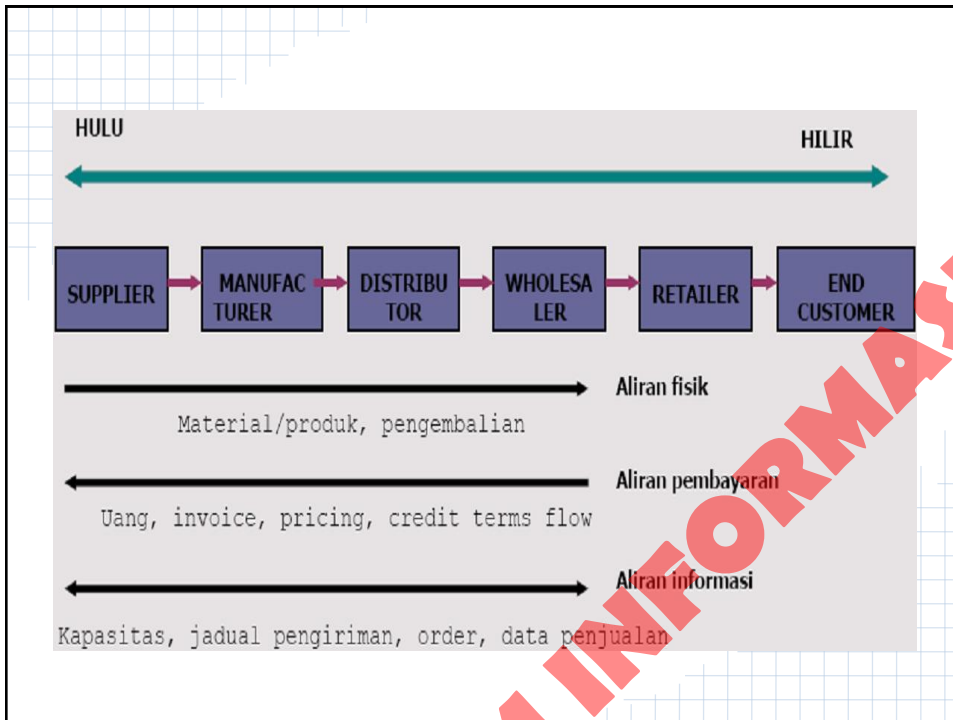 HULU
HILIR
SUPPLIER
MANUFAC
TURER
DISTRIBU
TOR
WHOLESA
LER
RETAILER
END
CUSTOMER
Aliran fisik
Material/produk, pengembalian
Aliran pembayaran
Uang, invoice, pricing, credit terms flow
Aliran informasi
Kapasitas, jadual pengiriman, order, data penjualan
M INFORMAS